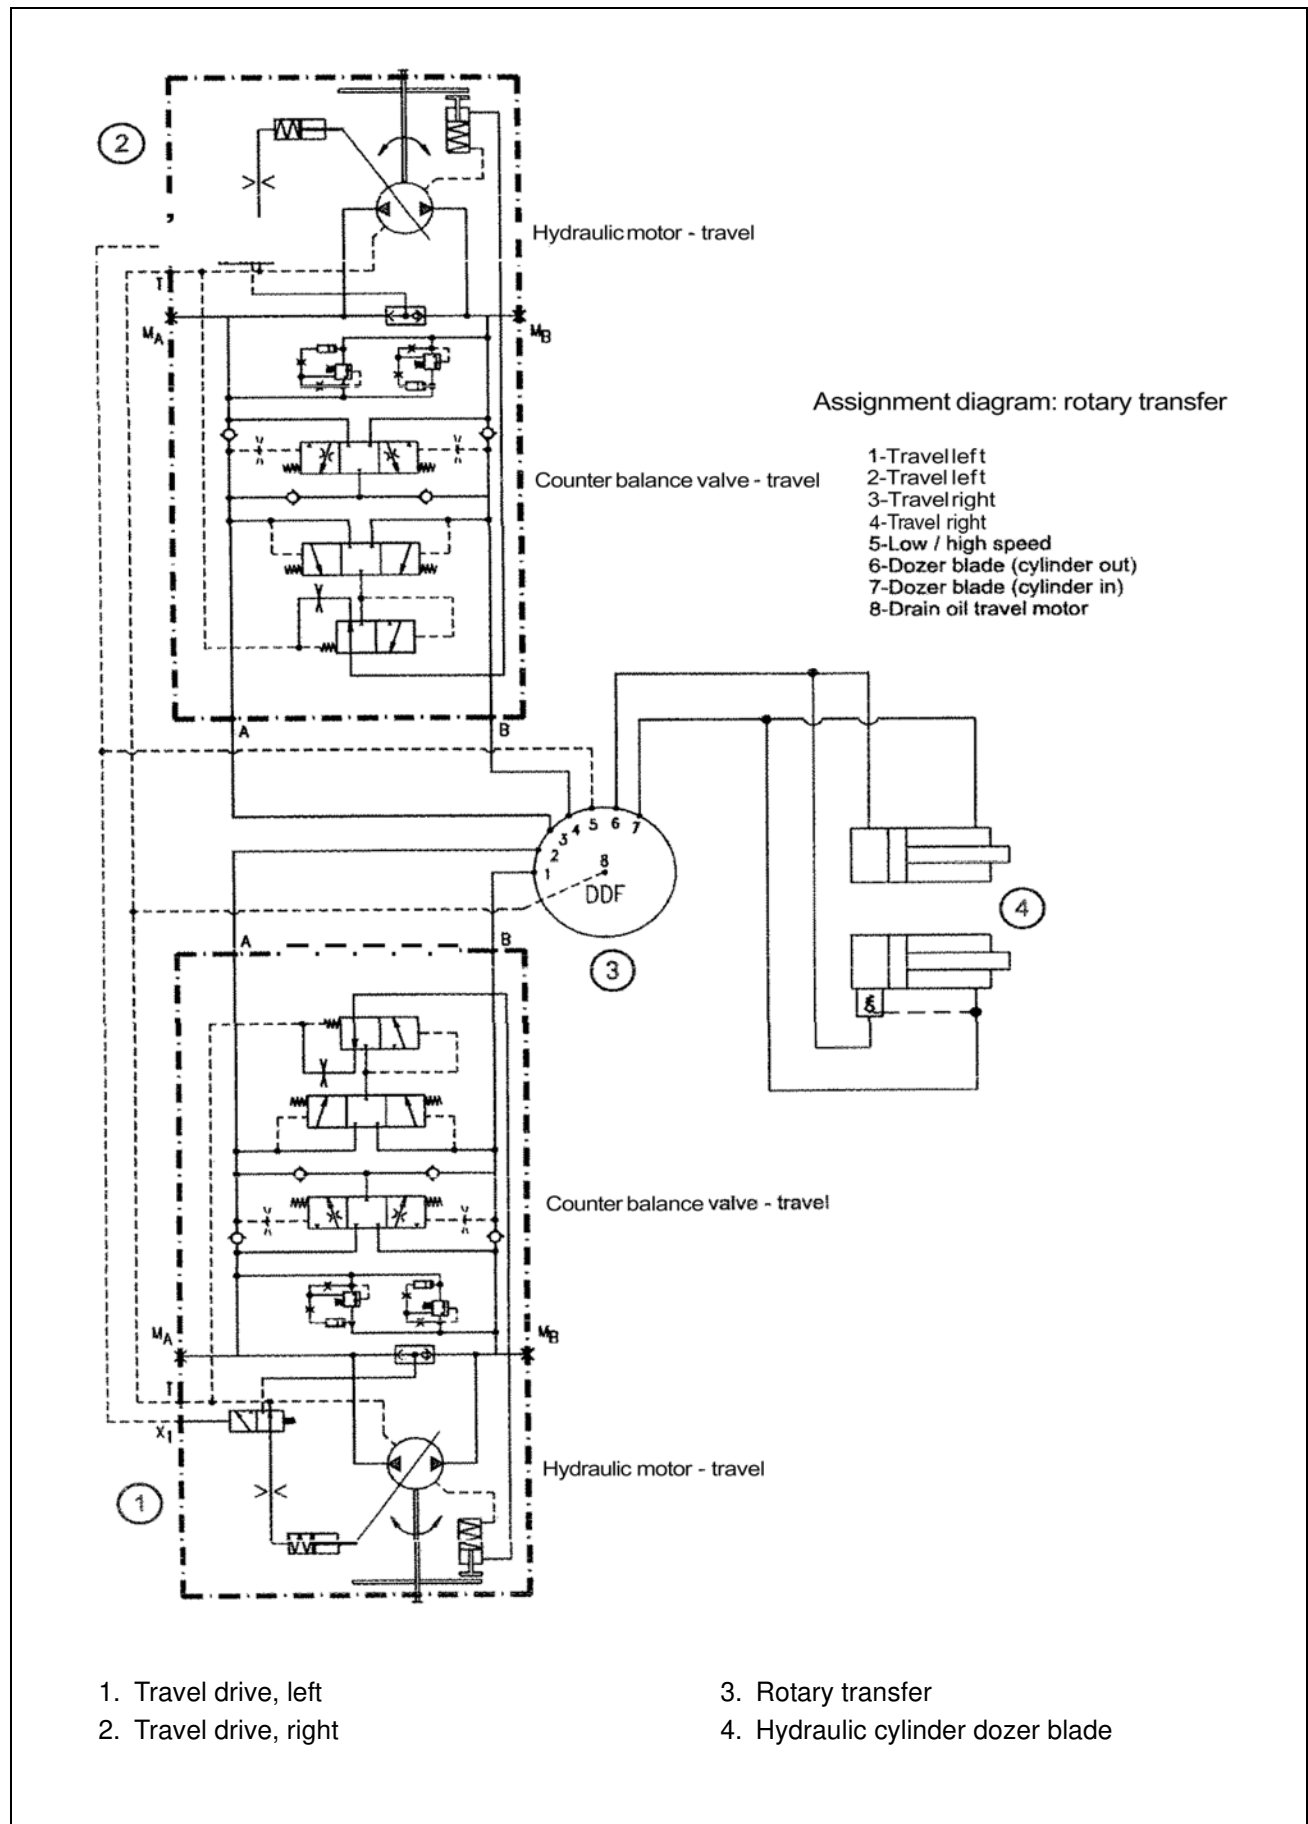 2
Hydraulic motor - travel
T
MA
MB
Assignment diagram: rotary transfer
1-Travel left
2-Travel left
3-Travel right
4-Travel right
5-Low / high speed
6-Dozer blade (cylinder out)
7-Dozer blade (cylinder in)
8-Drain oil travel motor
Counter balance valve - travel
A
B
1
2
3
4
5
6
7
8
DDF
3
4
A
B
Counter balance valve - travel
MA
MB
T
X1
Hydraulic motor - travel
1
1. Travel drive, left
2. Travel drive, right
3. Rotary transfer
4. Hydraulic cylinder dozer blade